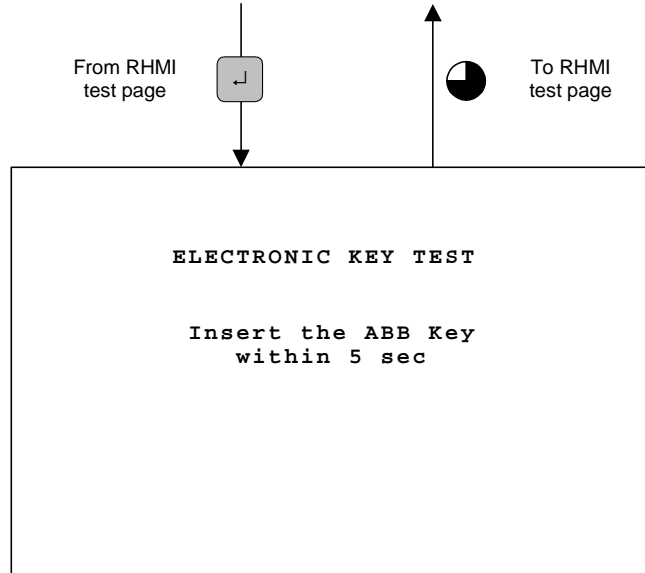 From RHMI
test page
↵
To RHMI
test page
ELECTRONIC KEY TEST
Insert the ABB Key
within 5 sec